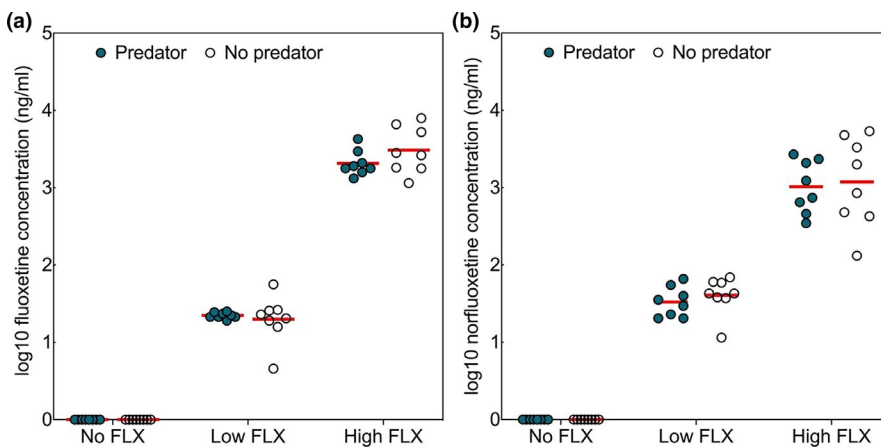 (a)
Predator No predator
log10 fluoxetine concentration (ng/ml)
5
4
3
2
1
0
No FLX Low FLX High FLX
(b)
Predator No predator
log10 norfluoxetine concentration (ng/ml)
5
4
3
2
1
0
No FLX Low FLX High FLX